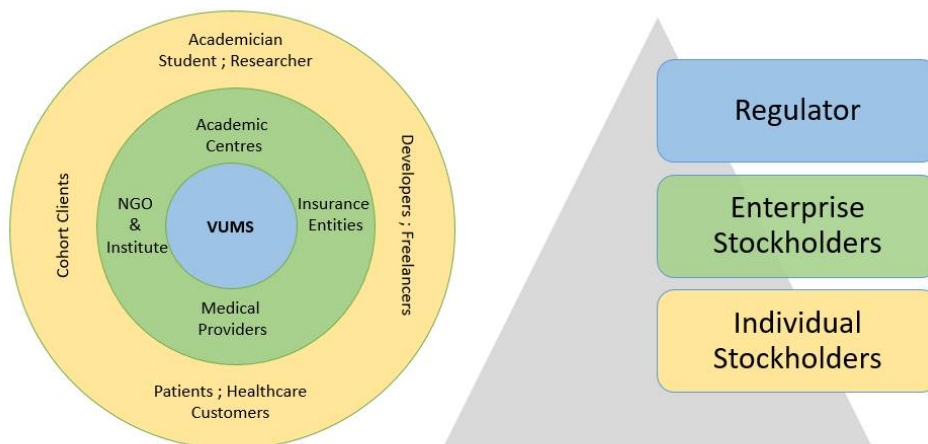 Academician
Student ; Researcher
Academic
Centres
Cohort Clients
NGO
&
Institute
VUMS
Insurance
Entities
Developers ; Freelancers
Medical
Providers
Patients ; Healthcare
Customers
Regulator
Enterprise
Stockholders
Individual
Stockholders